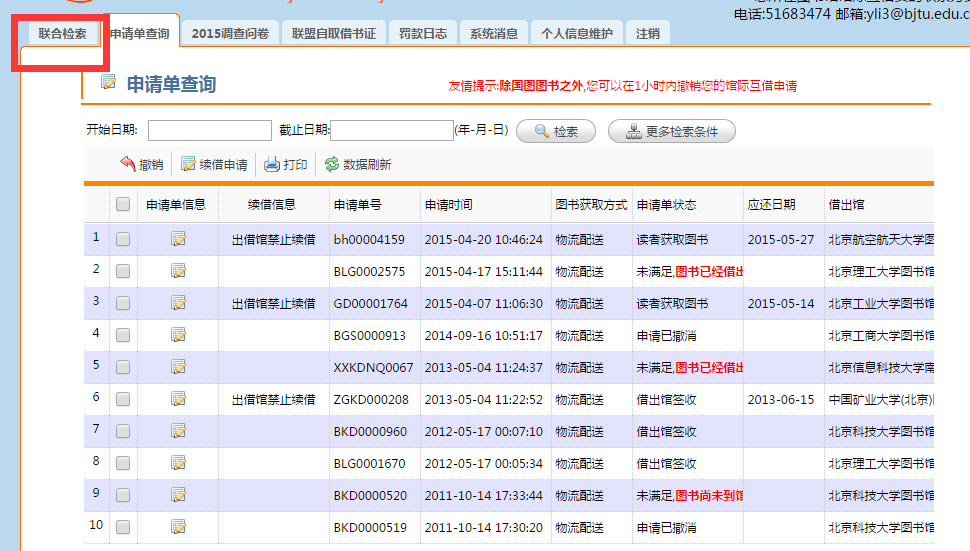 电话:51683474 邮箱:yli3@bjtu.edu.c
联合检索 申请单查询 2015调查问卷 联盟自取借书证 罚款日志 系统消息 个人信息维护 注销
申请单查询 友情提示:除国图图书之外,您可以在1小时内撤销您的馆际互借申请
开始日期: 截止日期: (年-月-日) 检索 更多检索条件
撤销 续借申请 打印 数据刷新
申请单信息 续借信息 申请单号 申请时间 图书获取方式 申请单状态 应还日期 借出馆
1 出借馆禁止续借 bh00004159 2015-04-20 10:46:24 物流配送 读者获取图书 2015-05-27 北京航空航天大学图
2 BLG0002575 2015-04-17 15:11:44 物流配送 未满足,图书已经借出 北京理工大学图书馆
3 出借馆禁止续借 GD00001764 2015-04-07 11:06:30 物流配送 读者获取图书 2015-05-14 北京工业大学图书馆
4 BGS0000913 2014-09-16 10:51:17 物流配送 申请已撤消 北京工商大学图书馆
5 XXKDNQ0067 2013-05-04 11:24:37 物流配送 未满足,图书已经借出 北京信息科技大学南
6 出借馆禁止续借 ZGKD000208 2013-05-04 11:22:52 物流配送 借出馆签收 2013-06-15 中国矿业大学(北京)
7 BKD0000960 2012-05-17 00:07:10 物流配送 借出馆签收 北京科技大学图书馆
8 BLG0001670 2012-05-17 00:05:34 物流配送 借出馆签收 北京理工大学图书馆
9 BKD0000520 2011-10-14 17:33:44 物流配送 未满足,图书尚未到馆 北京科技大学图书馆
10 BKD0000519 2011-10-14 17:30:20 物流配送 申请已撤消 北京科技大学图书馆